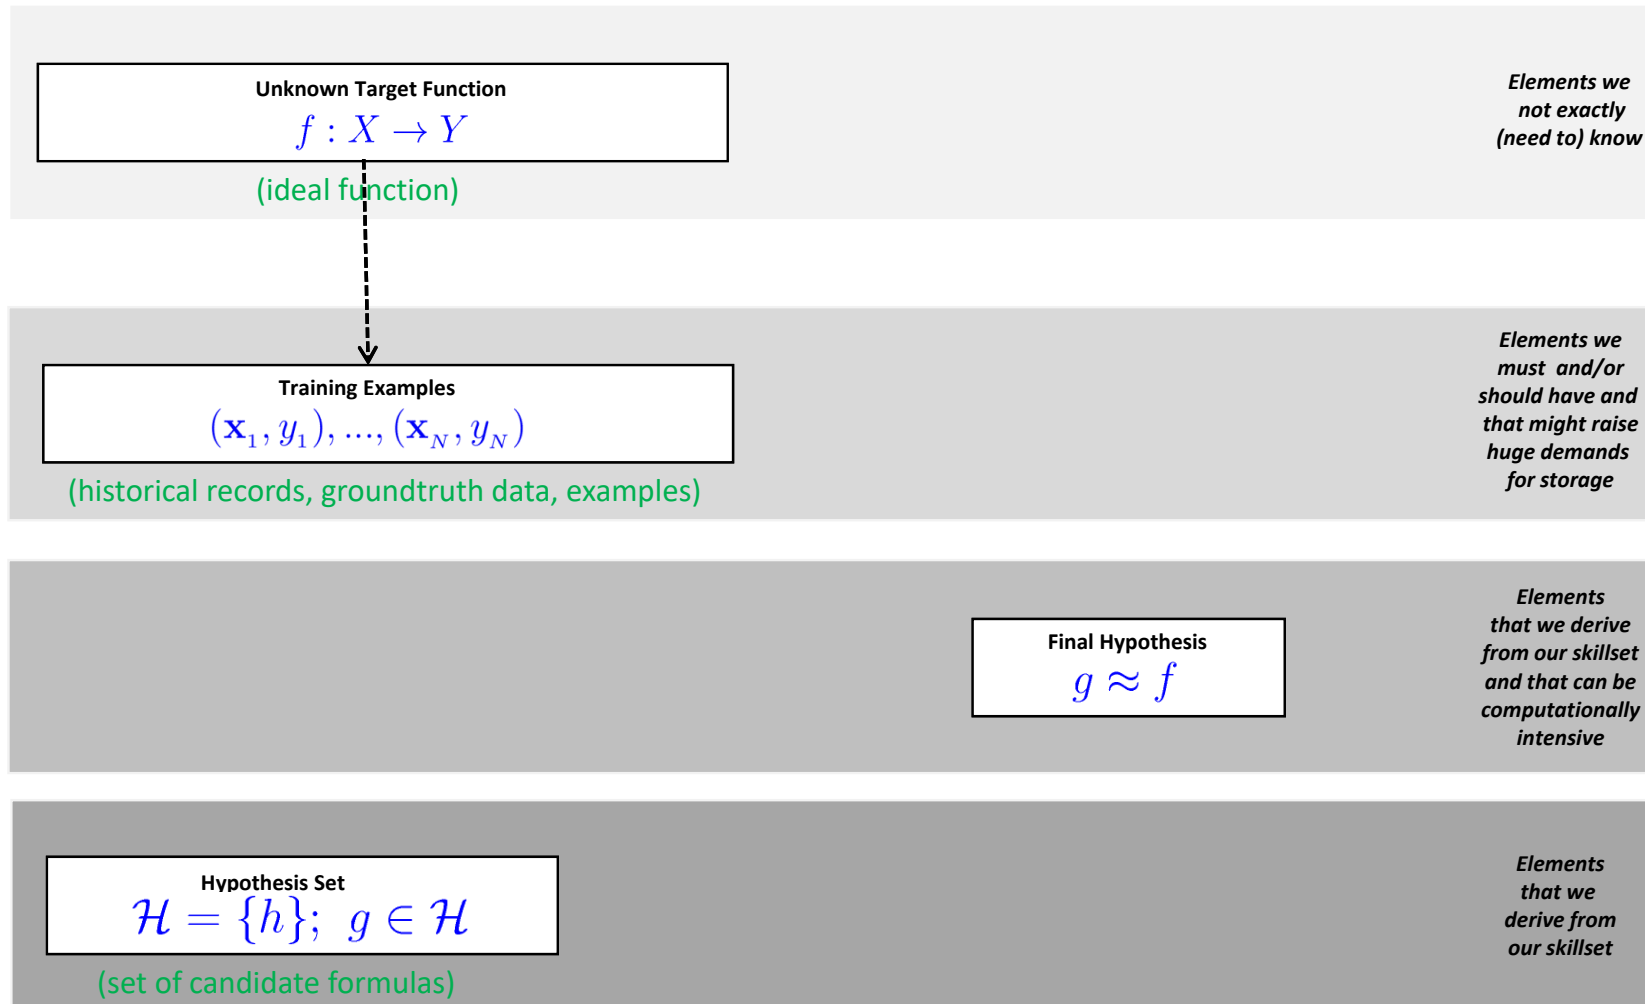 Unknown Target Function
f : X → Y
(ideal function)
Elements we
not exactly
(need to) know
Training Examples
(x₁, y₁), ..., (x_N, y_N)
(historical records, groundtruth data, examples)
Elements we
must and/or
should have and
that might raise
huge demands
for storage
Final Hypothesis
g ≈ f
Elements
that we derive
from our skillset
and that can be
computationally
intensive
Hypothesis Set
ℋ = {h}; g ∈ ℋ
(set of candidate formulas)
Elements
that we
derive from
our skillset